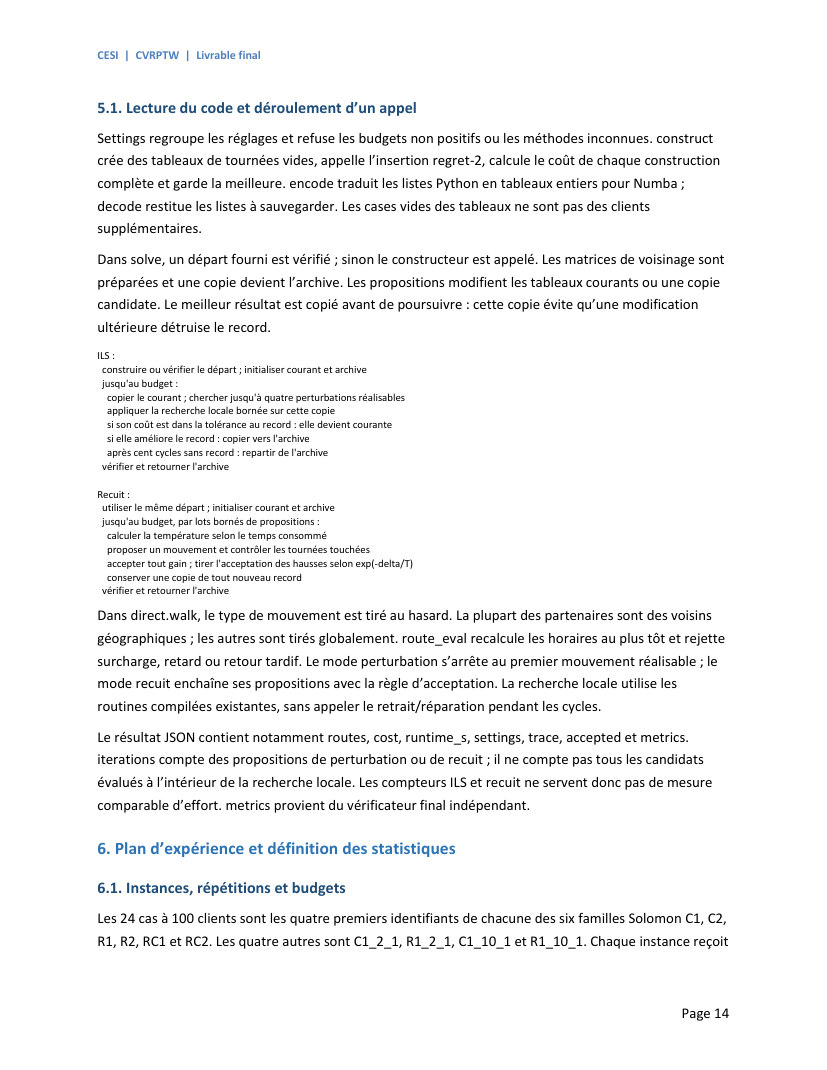 CESI | CVRPTW | Livrable final
5.1. Lecture du code et déroulement d’un appel
Settings regroupe les réglages et refuse les budgets non positifs ou les méthodes inconnues. construct
crée des tableaux de tournées vides, appelle l’insertion regret-2, calcule le coût de chaque construction
complète et garde la meilleure. encode traduit les listes Python en tableaux entiers pour Numba ;
decode restitue les listes à sauvegarder. Les cases vides des tableaux ne sont pas des clients
supplémentaires.
Dans solve, un départ fourni est vérifié ; sinon le constructeur est appelé. Les matrices de voisinage sont
préparées et une copie devient l’archive. Les propositions modifient les tableaux courants ou une copie
candidate. Le meilleur résultat est copié avant de poursuivre : cette copie évite qu’une modification
ultérieure détruise le record.
ILS :
construire ou vérifier le départ ; initialiser courant et archive
jusqu'au budget :
copier le courant ; chercher jusqu'à quatre perturbations réalisables
appliquer la recherche locale bornée sur cette copie
si son coût est dans la tolérance au record : elle devient courante
si elle améliore le record : copier vers l'archive
après cent cycles sans record : repartir de l'archive
vérifier et retourner l'archive
Recuit :
utiliser le même départ ; initialiser courant et archive
jusqu'au budget, par lots bornés de propositions :
calculer la température selon le temps consommé
proposer un mouvement et contrôler les tournées touchées
accepter tout gain ; tirer l'acceptation des hausses selon exp(-delta/T)
conserver une copie de tout nouveau record
vérifier et retourner l'archive
Dans direct.walk, le type de mouvement est tiré au hasard. La plupart des partenaires sont des voisins
géographiques ; les autres sont tirés globalement. route_eval recalcule les horaires au plus tôt et rejette
surcharge, retard ou retour tardif. Le mode perturbation s’arrête au premier mouvement réalisable ; le
mode recuit enchaîne ses propositions avec la règle d’acceptation. La recherche locale utilise les
routines compilées existantes, sans appeler le retrait/réparation pendant les cycles.
Le résultat JSON contient notamment routes, cost, runtime_s, settings, trace, accepted et metrics.
iterations compte des propositions de perturbation ou de recuit ; il ne compte pas tous les candidats
évalués à l’intérieur de la recherche locale. Les compteurs ILS et recuit ne servent donc pas de mesure
comparable d’effort. metrics provient du vérificateur final indépendant.
6. Plan d’expérience et définition des statistiques
6.1. Instances, répétitions et budgets
Les 24 cas à 100 clients sont les quatre premiers identifiants de chacune des six familles Solomon C1, C2,
R1, R2, RC1 et RC2. Les quatre autres sont C1_2_1, R1_2_1, C1_10_1 et R1_10_1. Chaque instance reçoit
Page 14